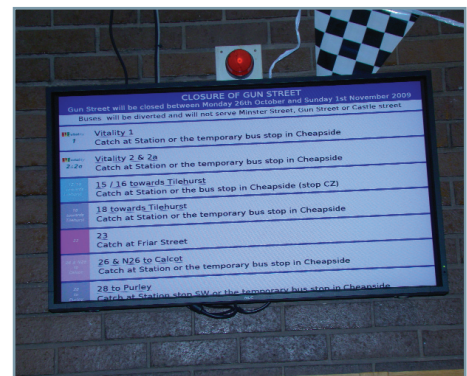 CLOSURE OF GUN STREET
Gun Street will be closed between Monday 26th October and Sunday 1st November 2009
Buses will be diverted and will not serve Minster Street, Gun Street or Castle street
Vitality 1
1
Catch at Station or the temporary bus stop in Cheapside
Vitality 2 & 2a
2/2a
Catch at Station or the temporary bus stop in Cheapside
15 / 16 towards Tilehurst
Catch at Station or the bus stop in Cheapside (stop CZ)
18 towards Tilehurst
Catch at Station or the temporary bus stop in Cheapside
23
23
Catch at Friar Street
26 & N26 to Calcot
Catch at Station or the temporary bus stop in Cheapside
28 to Purley
Catch at Station stop SW or the temporary bus stop in Cheapside